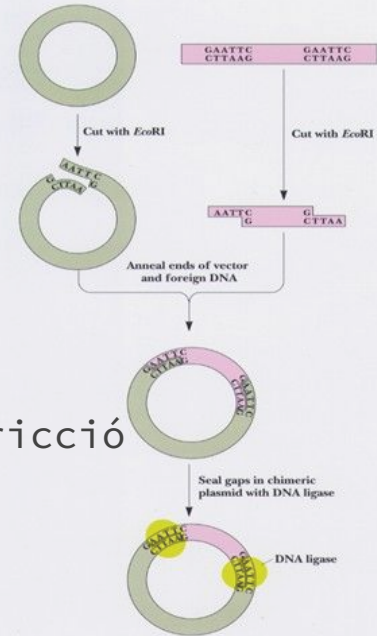 GAATTC GAATTC
CTTAAG CTTAAG
Cut with EcoRI
Cut with EcoRI
AATTC
G
G
CTTAA
AATTC G
G CTTAA
Anneal ends of vector
and foreign DNA
GAATTC
CTTAAG
GAATTC
CTTAAG
ricció
Seal gaps in chimeric
plasmid with DNA ligase
GAATTC
CTTAAG
GAATTC
CTTAAG
DNA ligase